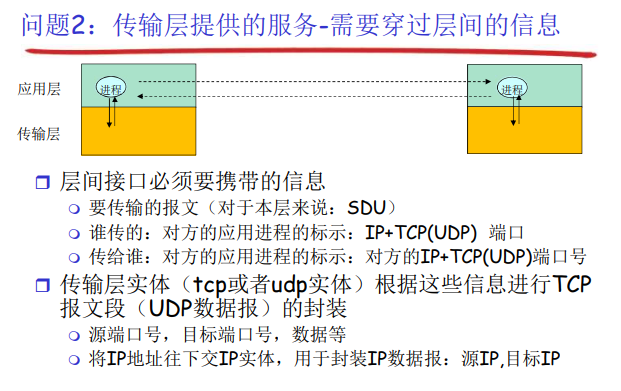 问题2：传输层提供的服务-需要穿过层间的信息
应用层
进程
进程
传输层
层间接口必须要携带的信息
要传输的报文（对于本层来说：SDU）
谁传的：对方的应用进程的标示：IP+TCP(UDP) 端口
传给谁：对方的应用进程的标示：对方的IP+TCP(UDP)端口号
传输层实体（tcp或者udp实体）根据这些信息进行TCP
报文段（UDP数据报）的封装
源端口号，目标端口号，数据等
将IP地址往下交IP实体，用于封装IP数据报：源IP,目标IP